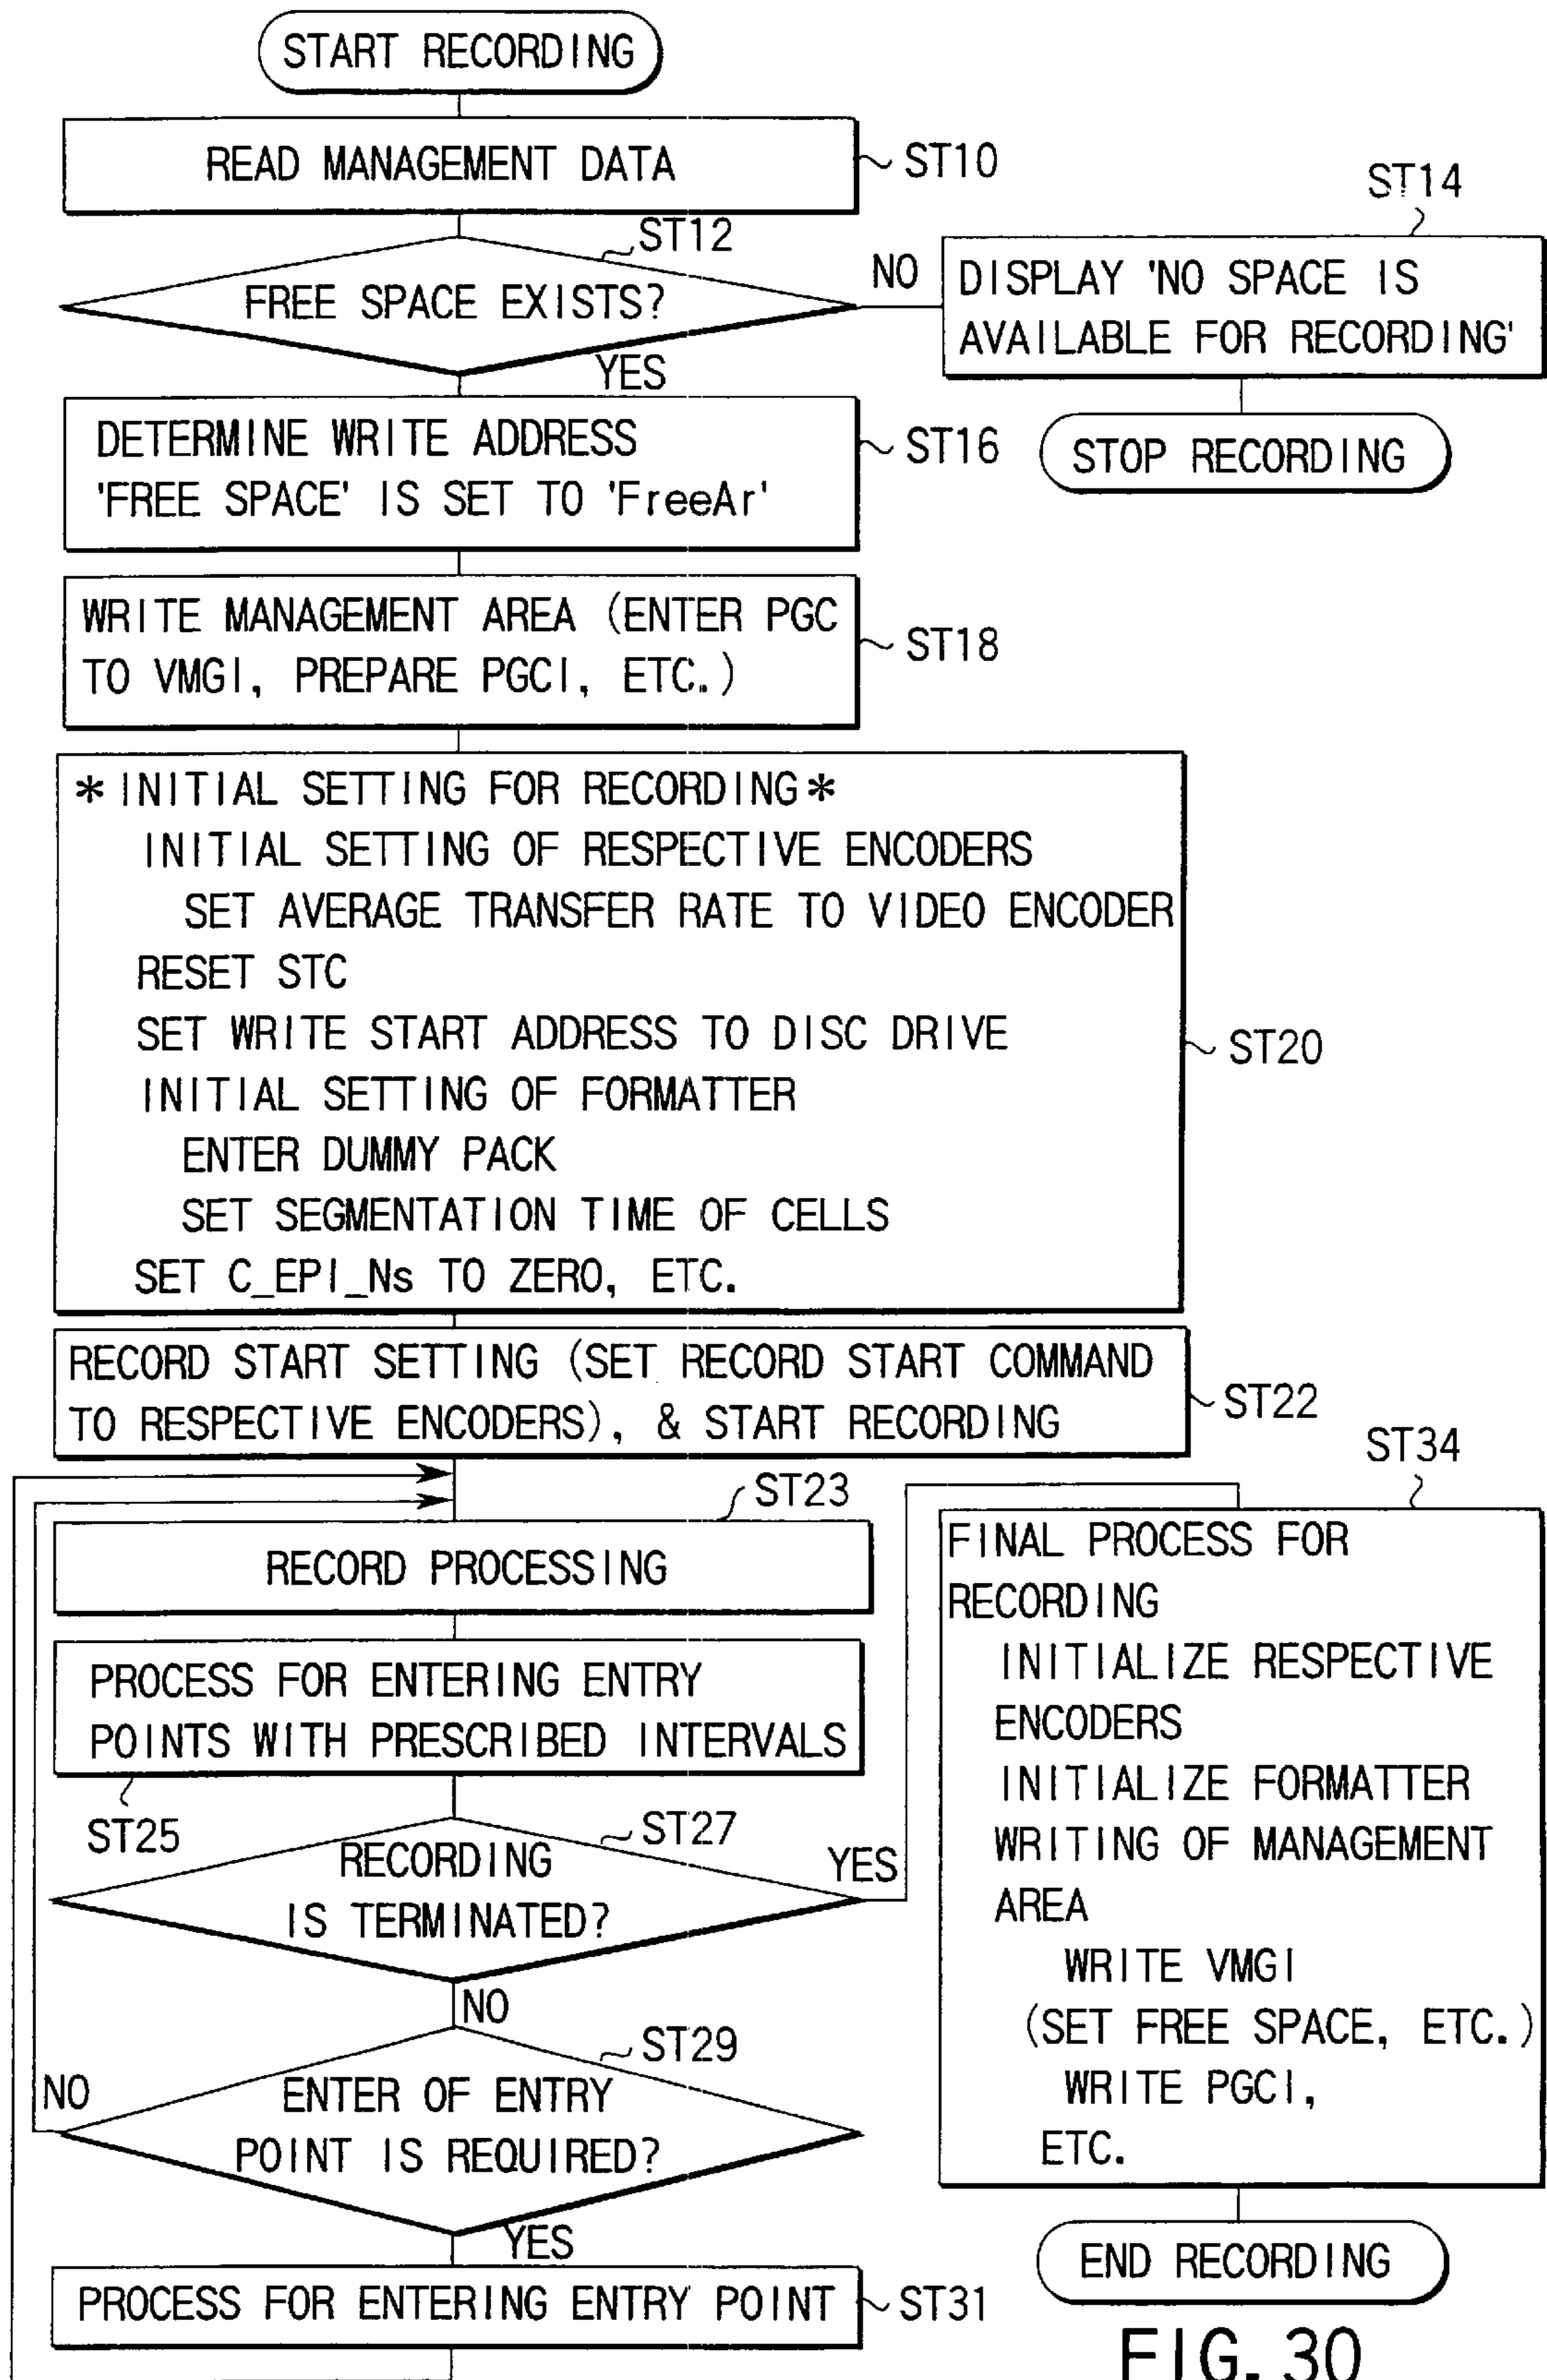 START RECORDING
READ MANAGEMENT DATA
ST10
ST12
FREE SPACE EXISTS?
NO
ST14
DISPLAY 'NO SPACE IS
AVAILABLE FOR RECORDING'
STOP RECORDING
YES
DETERMINE WRITE ADDRESS
'FREE SPACE' IS SET TO 'FreeAr'
ST16
WRITE MANAGEMENT AREA (ENTER PGC
TO VMGI, PREPARE PGCI, ETC.)
ST18
*INITIAL SETTING FOR RECORDING*
INITIAL SETTING OF RESPECTIVE ENCODERS
SET AVERAGE TRANSFER RATE TO VIDEO ENCODER
RESET STC
SET WRITE START ADDRESS TO DISC DRIVE
INITIAL SETTING OF FORMATTER
ENTER DUMMY PACK
SET SEGMENTATION TIME OF CELLS
SET C_EPI_Ns TO ZERO, ETC.
ST20
RECORD START SETTING (SET RECORD START COMMAND
TO RESPECTIVE ENCODERS), & START RECORDING
ST22
ST23
RECORD PROCESSING
PROCESS FOR ENTERING ENTRY
POINTS WITH PRESCRIBED INTERVALS
ST25
ST27
RECORDING
IS TERMINATED?
YES
NO
ST29
ENTER OF ENTRY
POINT IS REQUIRED?
NO
YES
PROCESS FOR ENTERING ENTRY POINT
ST31
ST34
FINAL PROCESS FOR
RECORDING
INITIALIZE RESPECTIVE
ENCODERS
INITIALIZE FORMATTER
WRITING OF MANAGEMENT
AREA
WRITE VMGI
(SET FREE SPACE, ETC.)
WRITE PGCI,
ETC.
END RECORDING
FIG. 30